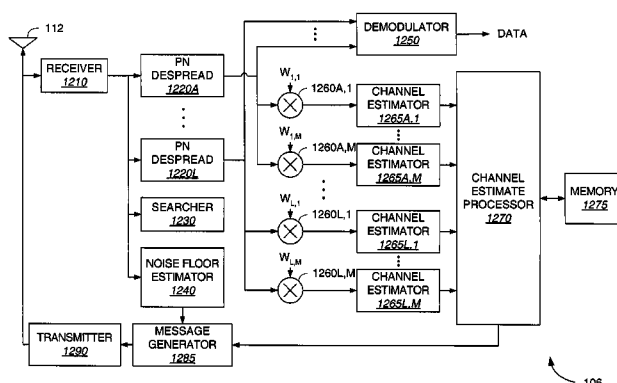 112
RECEIVER
1210
PN
DESPREAD
1220A
PN
DESPREAD
1220L
SEARCHER
1230
NOISE FLOOR
ESTIMATOR
1240
TRANSMITTER
1290
MESSAGE
GENERATOR
1285
DEMODULATOR
1250
DATA
W1,1
1260A,1
CHANNEL
ESTIMATOR
1265A.1
W1,M
1260A,M
CHANNEL
ESTIMATOR
1265A.M
WL,1
1260L,1
CHANNEL
ESTIMATOR
1265L.1
WL,M
1260L,M
CHANNEL
ESTIMATOR
1265L.M
CHANNEL
ESTIMATE
PROCESSOR
1270
MEMORY
1275
106